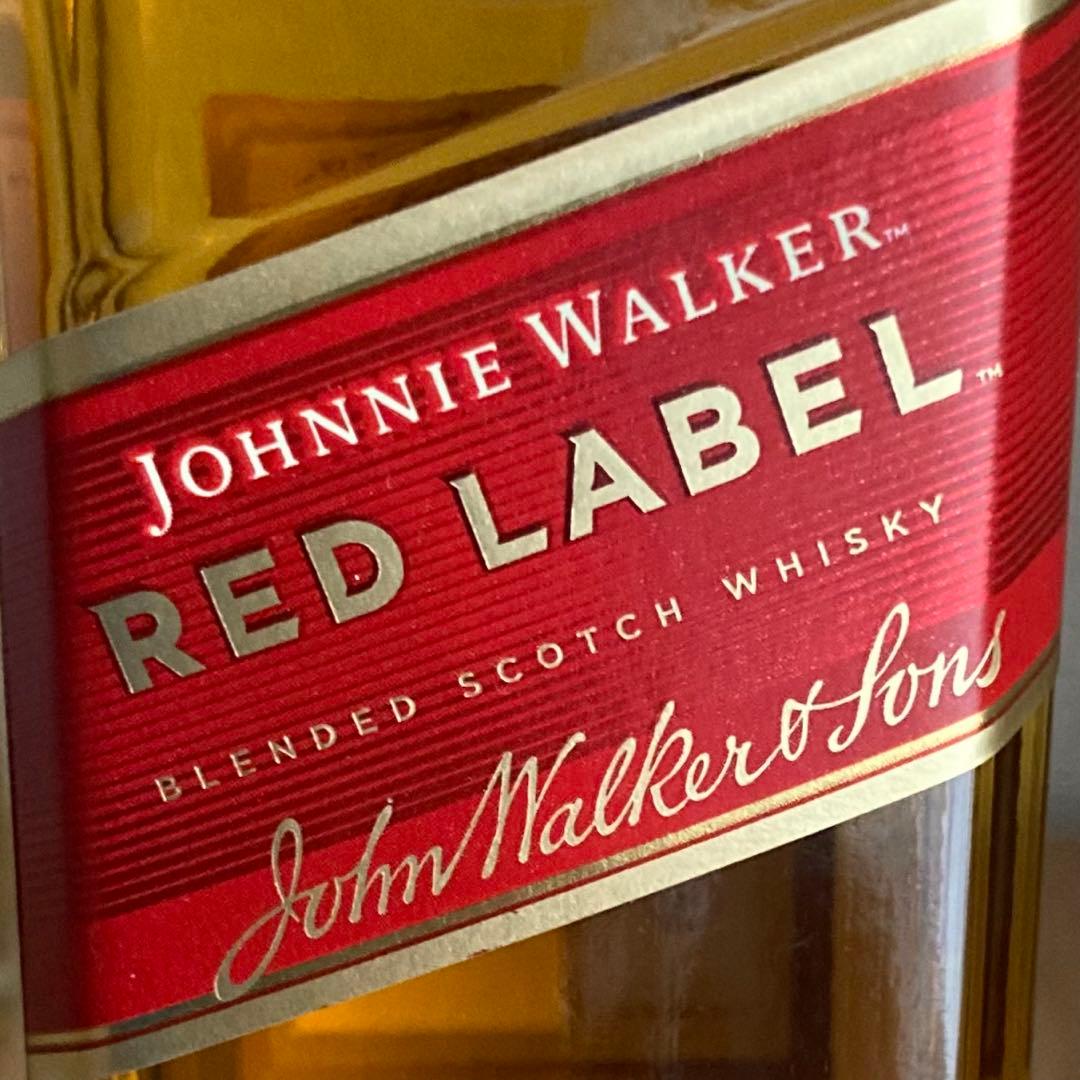 JOHNNIE WALKER™
RED LABEL™
BLENDED SCOTCH WHISKY
John Walker & Sons